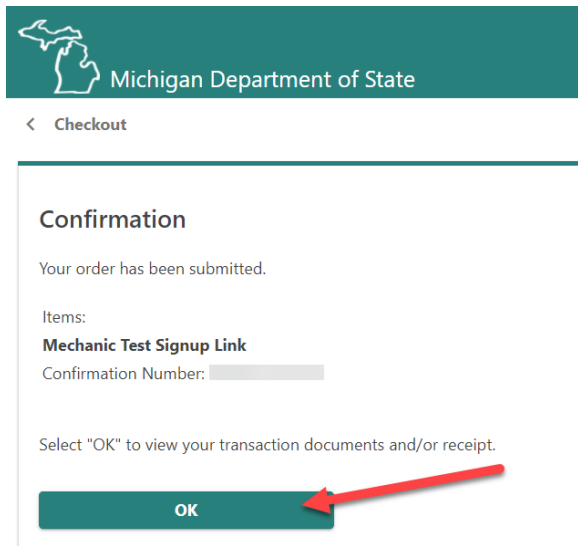 Michigan Department of State
Checkout
Confirmation
Your order has been submitted.
Items:
Mechanic Test Signup Link
Confirmation Number:
Select "OK" to view your transaction documents and/or receipt.
OK